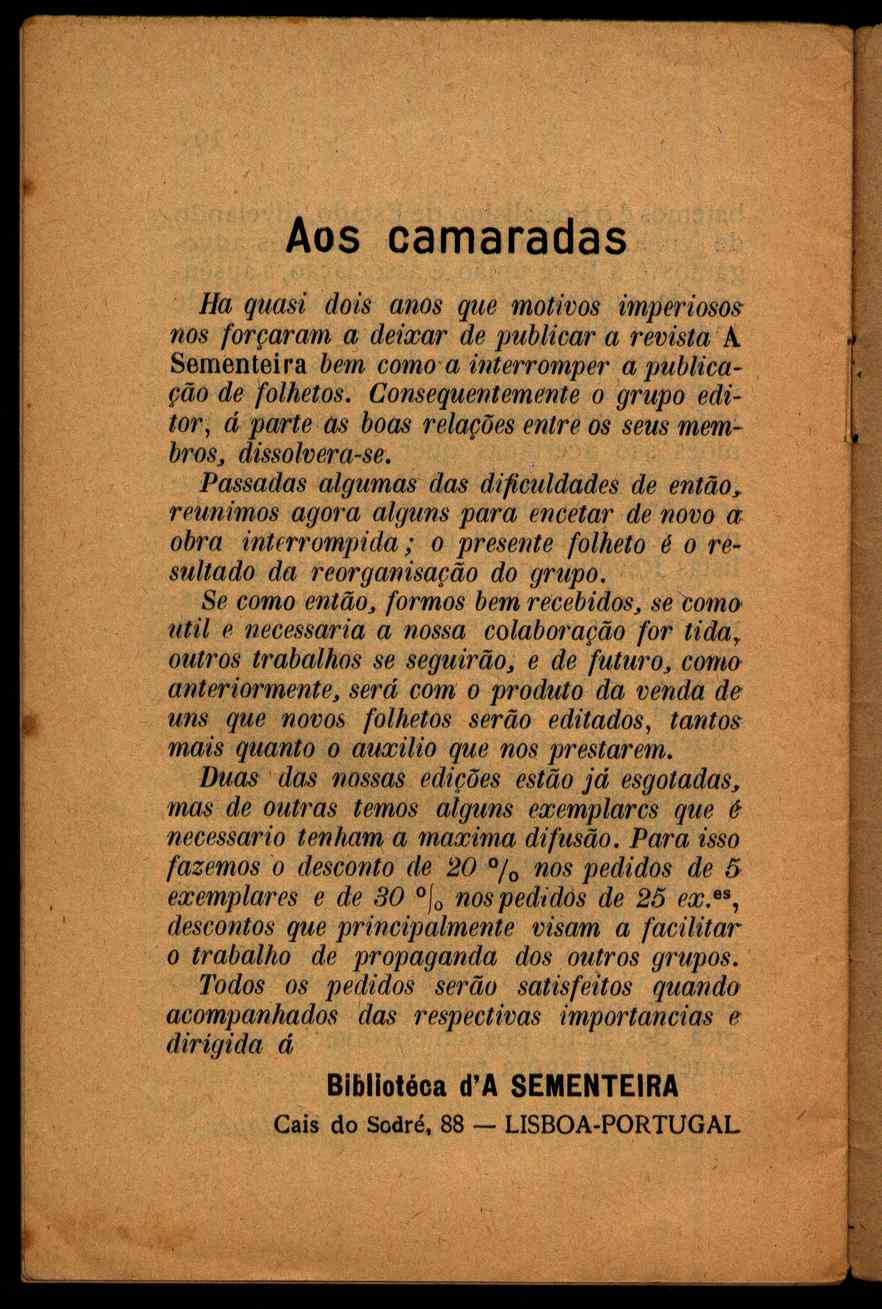 Aos camaradas
Ha quasi dois anos que motivos imperiosos
nos forçaram a deixar de publicar a revista A
Sementeira bem como a interromper a publica-
ção de folhetos. Consequentemente o grupo edi-
tor, á parte as boas relações entre os seus mem-
bros, dissolvera-se.
Passadas algumas das dificuldades de então,
reunimos agora alguns para encetar de novo a
obra interrompida; o presente folheto é o re-
sultado da reorganisação do grupo.
Se como então, formos bem recebidos, se como
util e necessaria a nossa colaboração for tida,
outros trabalhos se seguirão, e de futuro, como
anteriormente, será com o produto da venda de
uns que novos folhetos serão editados, tantos
mais quanto o auxilio que nos prestarem.
Duas das nossas edições estão já esgotadas,
mas de outras temos alguns exemplares que é
necessario tenham a maxima difusão. Para isso
fazemos o desconto de 20 % nos pedidos de 5
exemplares e de 30 % nos pedidos de 25 ex.es,
descontos que principalmente visam a facilitar
o trabalho de propaganda dos outros grupos.
Todos os pedidos serão satisfeitos quando
acompanhados das respectivas importancias e
dirigida á
Bibliotéca d'A SEMENTEIRA
Cais do Sodré, 88 — LISBOA-PORTUGAL